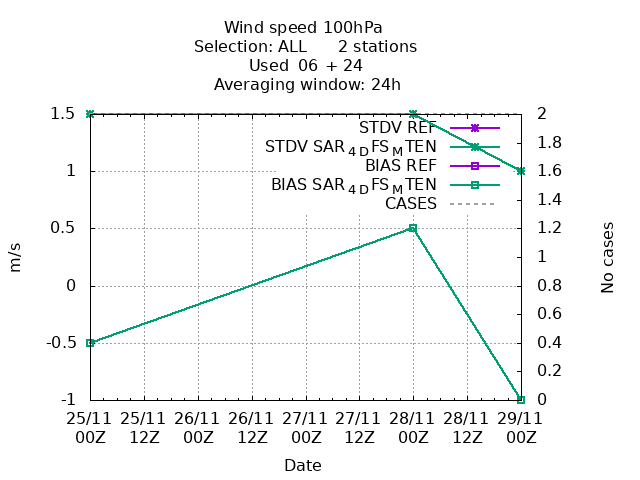 Wind speed 100hPa
Selection: ALL 2 stations
Used 06 + 24
Averaging window: 24h
1.5
1
0.5
0
-0.5
-1
m/s
2
1.8
1.6
1.4
1.2
1
0.8
0.6
0.4
0.2
0
No cases
STDV REF
STDV SAR4DFSMTEN
BIAS REF
BIAS SAR4DFSMTEN
CASES
25/11 25/11 26/11 26/11 27/11 27/11 28/11 28/11 29/11
00Z 12Z 00Z 12Z 00Z 12Z 00Z 12Z 00Z
Date